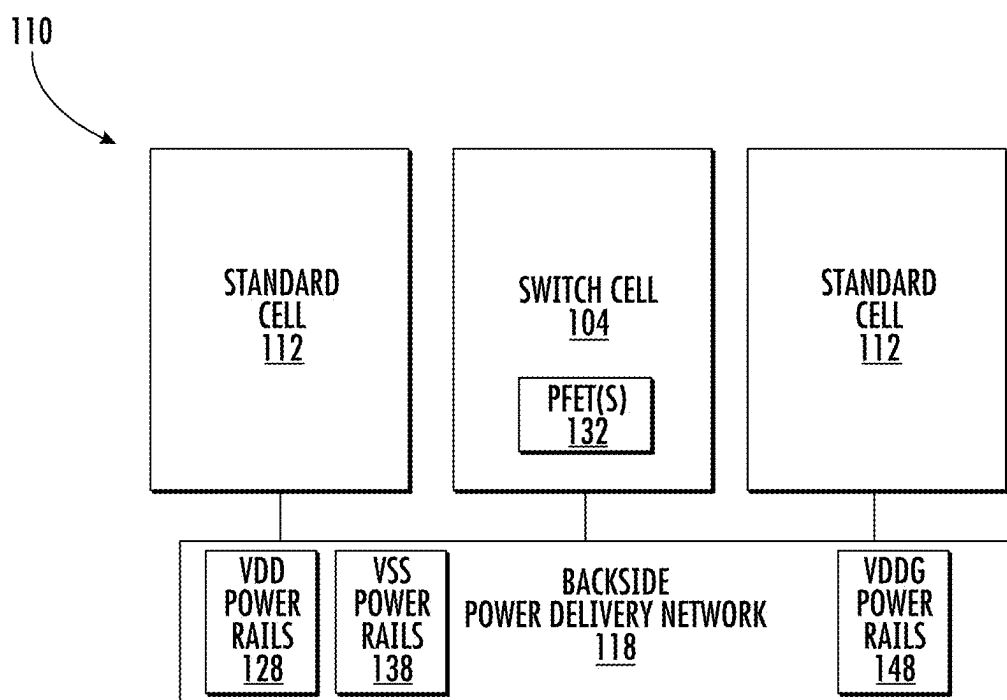 110
STANDARD
CELL
112
SWITCH CELL
104
PFET(S)
132
STANDARD
CELL
112
VDD
POWER
RAILS
128
VSS
POWER
RAILS
138
BACKSIDE
POWER DELIVERY NETWORK
118
VDDG
POWER
RAILS
148